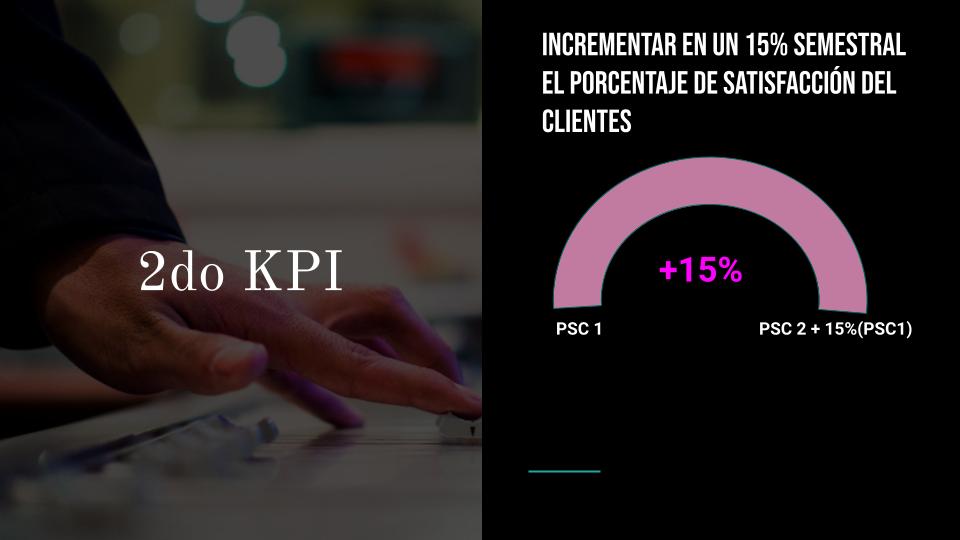 2do KPI
INCREMENTAR EN UN 15% SEMESTRAL
EL PORCENTAJE DE SATISFACCIÓN DEL
CLIENTES
+15%
PSC 1
PSC 2 + 15%(PSC1)